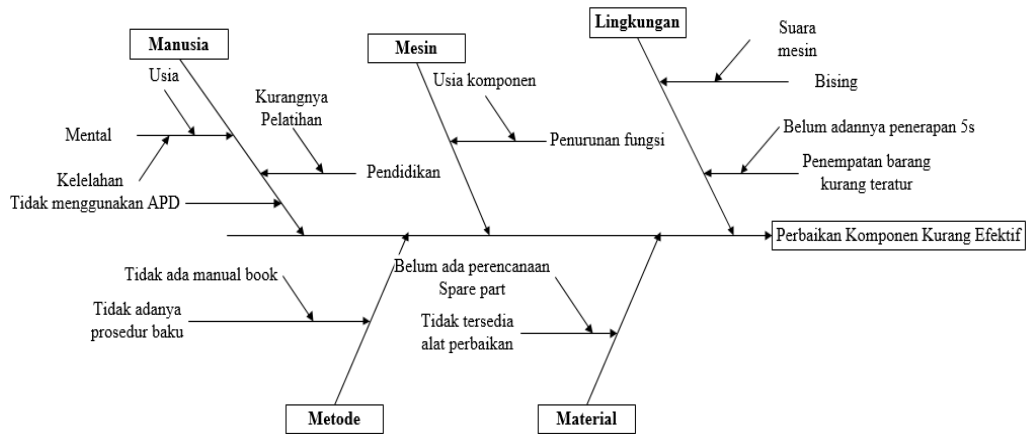 Manusia
Usia
Mental
Kelelahan
Tidak menggunakan APD
Kurangnya
Pelatihan
Pendidikan
Mesin
Usia komponen
Penurunan fungsi
Lingkungan
Suara
mesin
Bising
Belum adannya penerapan 5s
Penempatan barang
kurang teratur
Perbaikan Komponen Kurang Efektif
Tidak ada manual book
Tidak adanya
prosedur baku
Metode
Belum ada perencanaan
Spare part
Tidak tersedia
alat perbaikan
Material